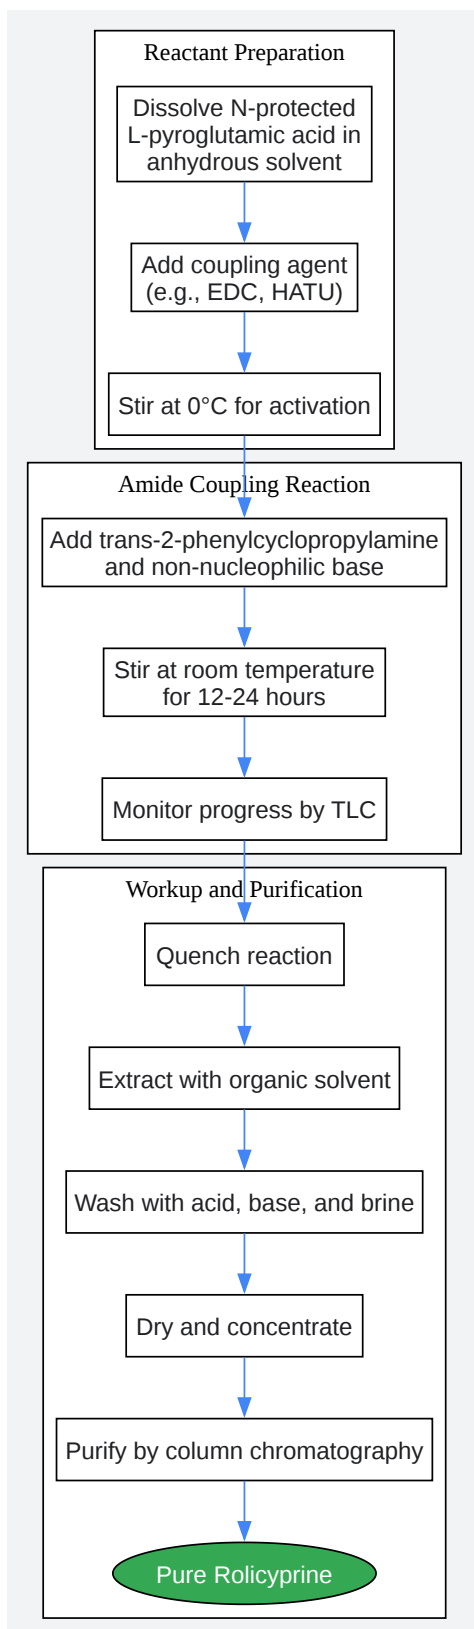 Reactant Preparation
Dissolve N-protected
L-pyroglutamic acid in
anhydrous solvent
Add coupling agent
(e.g., EDC, HATU)
Stir at 0°C for activation
Amide Coupling Reaction
Add trans-2-phenylcyclopropylamine
and non-nucleophilic base
Stir at room temperature
for 12-24 hours
Monitor progress by TLC
Workup and Purification
Quench reaction
Extract with organic solvent
Wash with acid, base, and brine
Dry and concentrate
Purify by column chromatography
Pure Rolicyprine